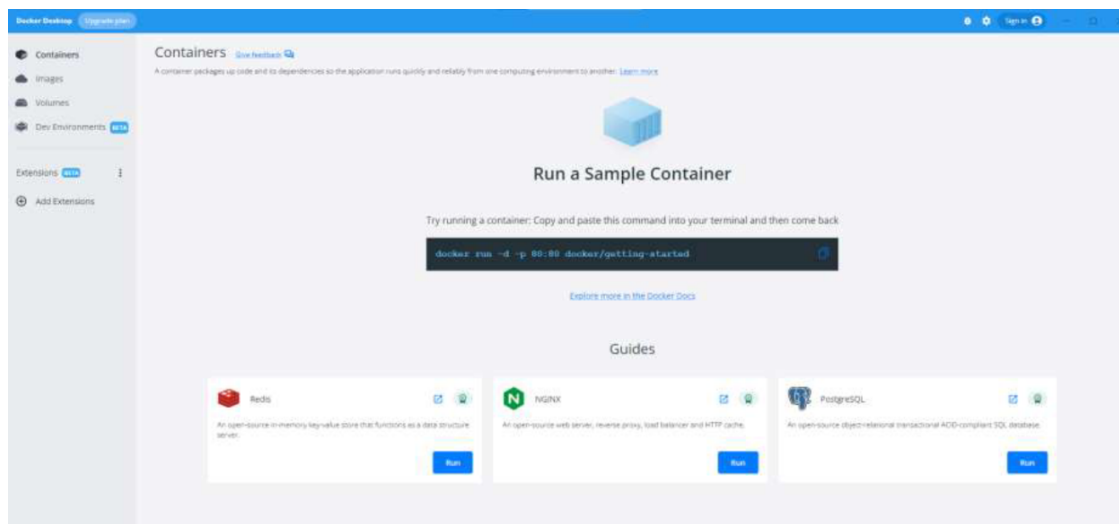 Docker Desktop Upgrade plan
Sign in
Containers
Images
Volumes
Dev Environments BETA
Extensions BETA
Add Extensions
Containers Give feedback
A container packages up code and its dependencies so the application runs quickly and reliably from one computing environment to another. Learn more
Run a Sample Container
Try running a container: Copy and paste this command into your terminal and then come back
docker run -d -p 80:80 docker/getting-started
Explore more in the Docker Docs
Guides
Redis
An open-source in-memory key-value store that functions as a data structure
server.
Run
NGINX
An open-source web server, reverse proxy, load balancer and HTTP cache.
Run
PostgreSQL
An open-source object-relational transactional ACID-compliant SQL database.
Run